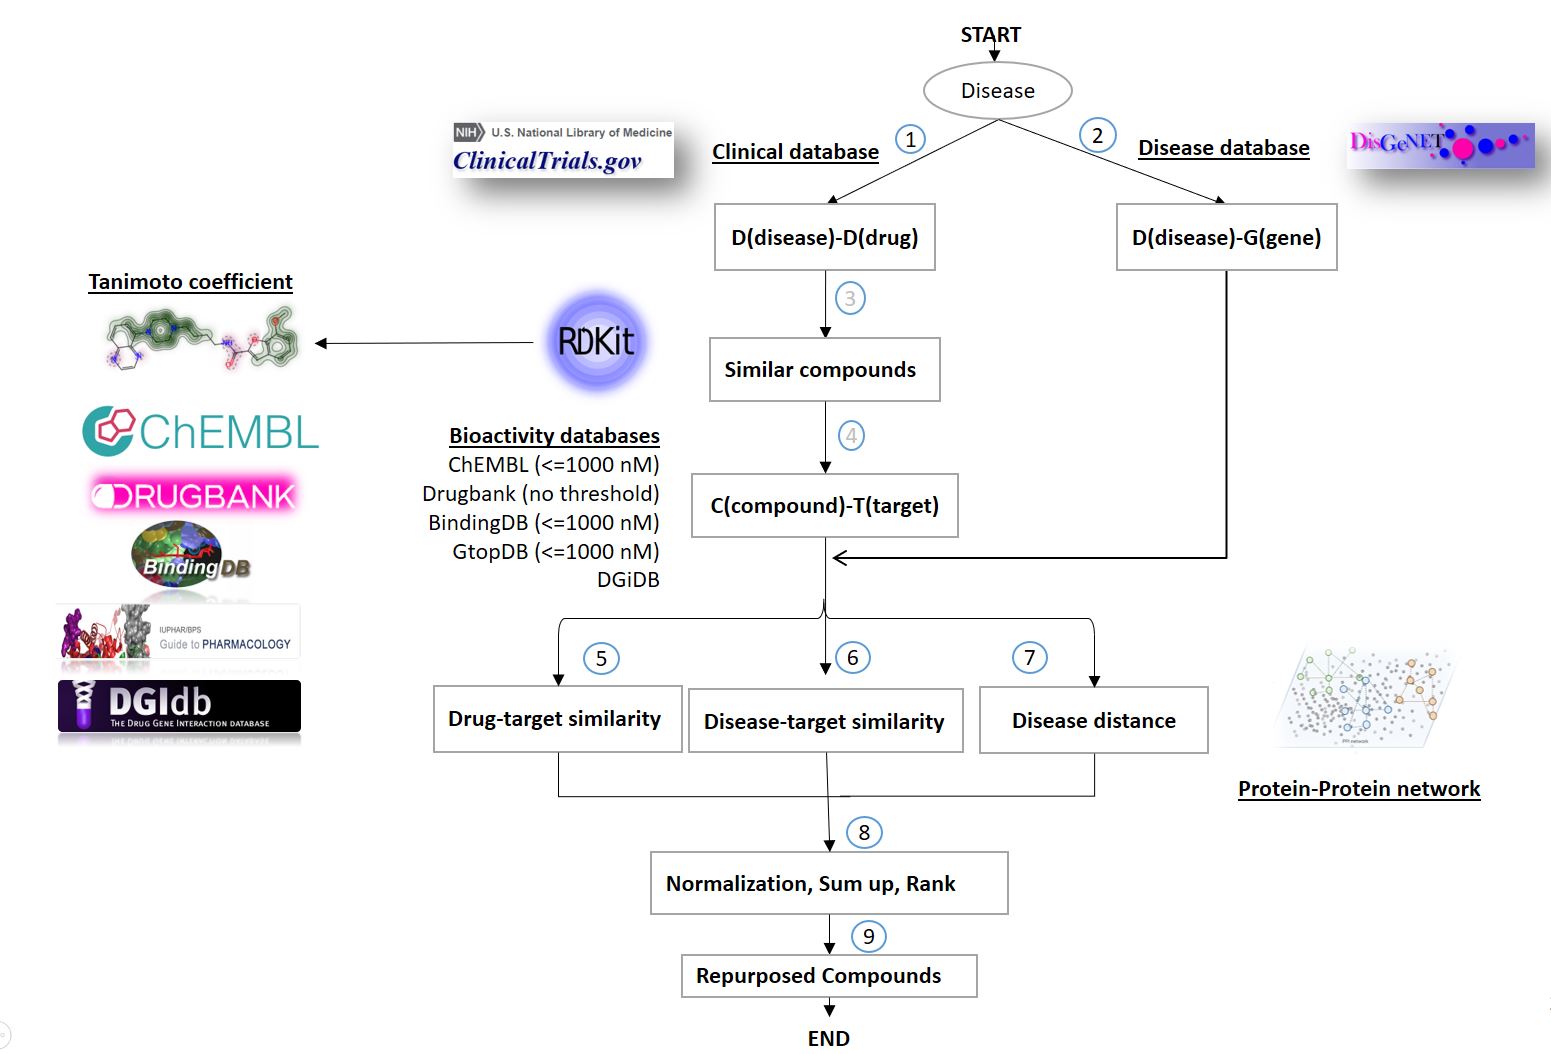 START
Disease
1
2
NIH U.S. National Library of Medicine
ClinicalTrials.gov
Clinical database
Disease database
DisGeNET
D(disease)-D(drug)
D(disease)-G(gene)
3
Tanimoto coefficient
RDKit
Similar compounds
4
ChEMBL
DRUGBANK
BindingDB
IUPHAR/BPS
Guide to PHARMACOLOGY
DGIdb
THE DRUG GENE INTERACTION DATABASE
Bioactivity databases
ChEMBL (<=1000 nM)
Drugbank (no threshold)
BindingDB (<=1000 nM)
GtopDB (<=1000 nM)
DGiDB
C(compound)-T(target)
5
6
7
Drug-target similarity
Disease-target similarity
Disease distance
PPI network
Protein-Protein network
8
Normalization, Sum up, Rank
9
Repurposed Compounds
END